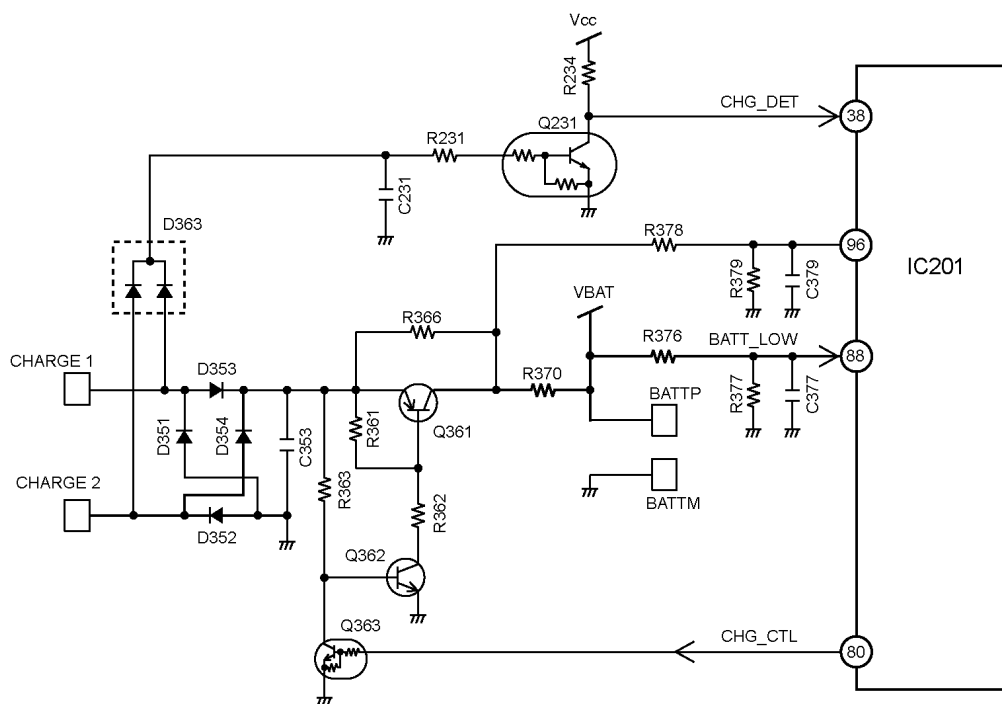 Vcc
R234
CHG_DET
38
Q231
R231
C231
D363
R378
96
R379
C379
IC201
VBAT
R366
R376
BATT_LOW
88
CHARGE 1
D353
R370
R377
C377
BATTP
D351
D354
C353
R361
Q361
R363
CHARGE 2
R362
BATTM
D352
Q362
Q363
CHG_CTL
80